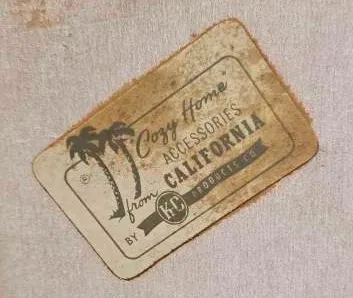 Cozy Home
ACCESSORIES
from CALIFORNIA
BY K-C PRODUCTS CO.
®